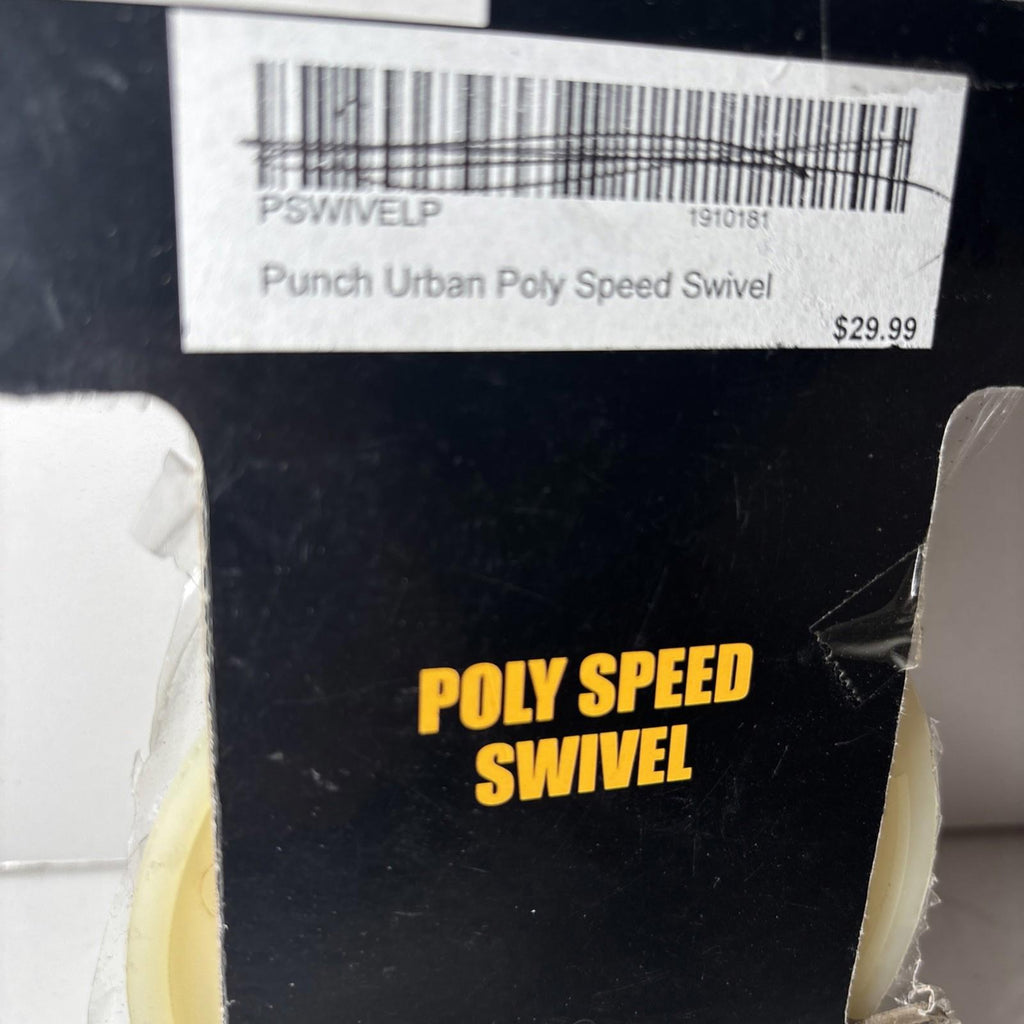 PSWIVELP 1910181
Punch Urban Poly Speed Swivel
$29.99
POLY SPEED
SWIVEL